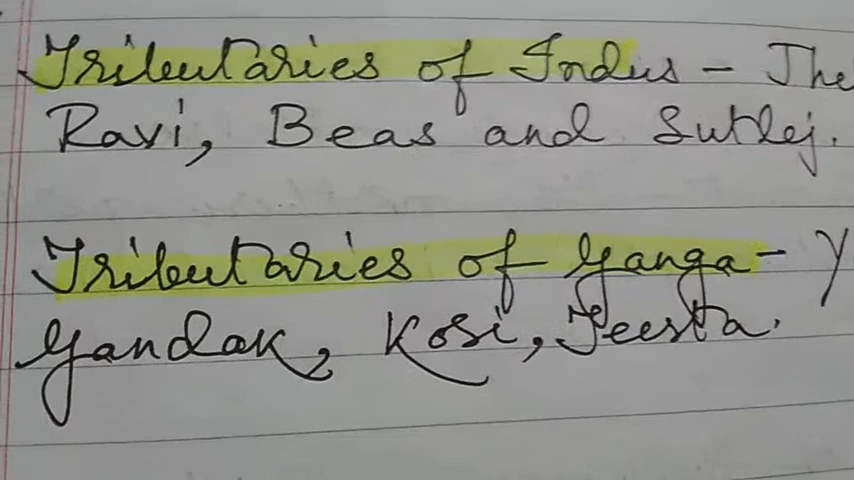 Tributaries of Indus - The
Ravi, Beas and Sutlej.
Tributaries of Ganga - Y
Gandak, Kosi, Teesta.